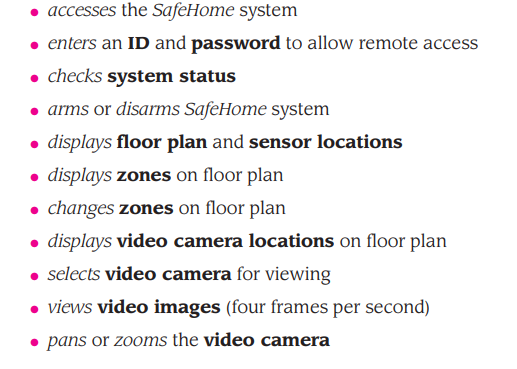 • accesses the SafeHome system
• enters an ID and password to allow remote access
• checks system status
• arms or disarms SafeHome system
• displays floor plan and sensor locations
• displays zones on floor plan
• changes zones on floor plan
• displays video camera locations on floor plan
• selects video camera for viewing
• views video images (four frames per second)
• pans or zooms the video camera